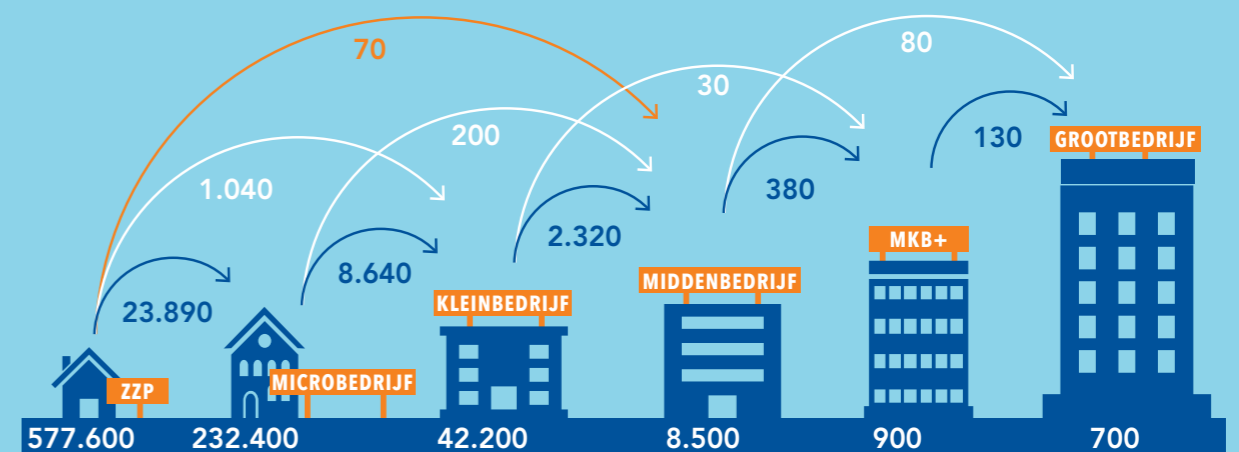 70
80
30
200
130
GROOTBEDRIJF
1.040
380
2.320
MKB+
8.640
MIDDENBEDRIJF
23.890
KLEINBEDRIJF
ZZP
MICROBEDRIJF
577.600
232.400
42.200
8.500
900
700